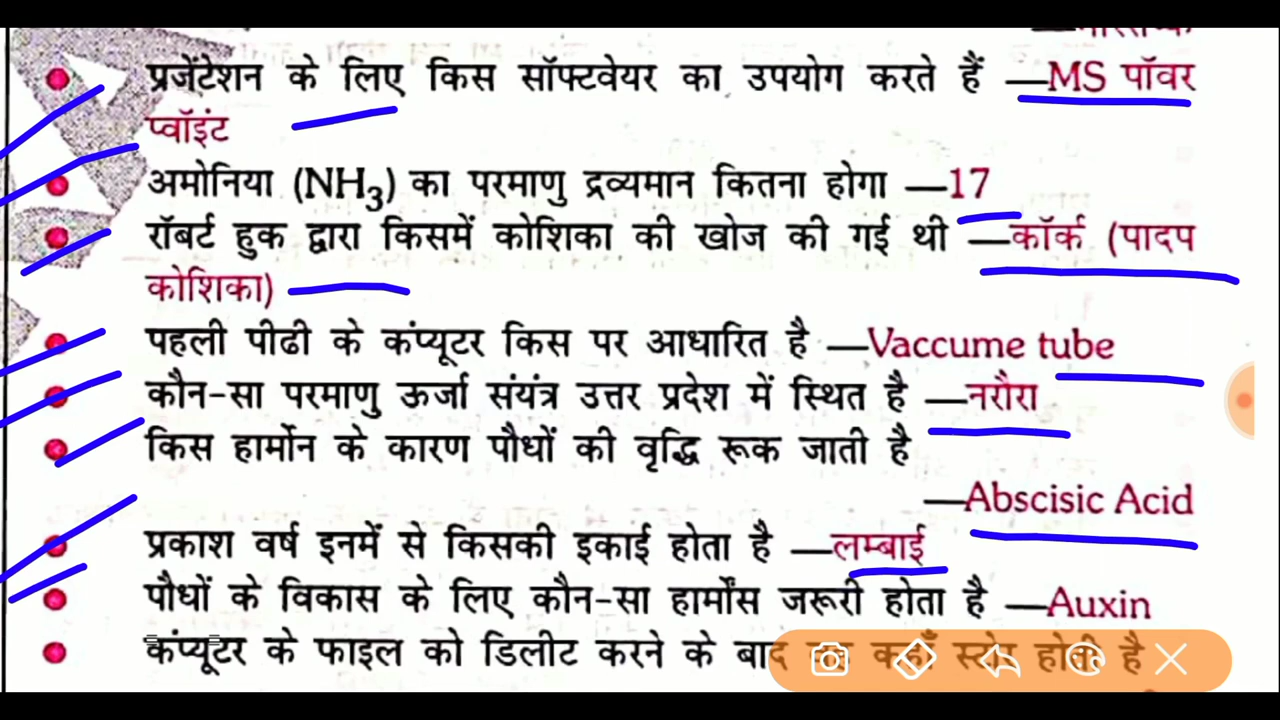 प्रजेंटेशन के लिए किस सॉफ्टवेयर का उपयोग करते हैं —MS पॉवर
प्वॉइंट
अमोनिया (NH₃) का परमाणु द्रव्यमान कितना होगा —17
रॉबर्ट हुक द्वारा किसमें कोशिका की खोज की गई थी —कॉर्क (पादप
कोशिका)
पहली पीढी के कंप्यूटर किस पर आधारित है —Vaccume tube
कौन-सा परमाणु ऊर्जा संयंत्र उत्तर प्रदेश में स्थित है —नरौरा
किस हार्मोन के कारण पौधों की वृद्धि रूक जाती है
—Abscisic Acid
प्रकाश वर्ष इनमें से किसकी इकाई होता है —लम्बाई
पौधों के विकास के लिए कौन-सा हार्मोंस जरूरी होता है —Auxin
कंप्यूटर के फाइल को डिलीट करने के बाद कहाँ स्टोर होती है